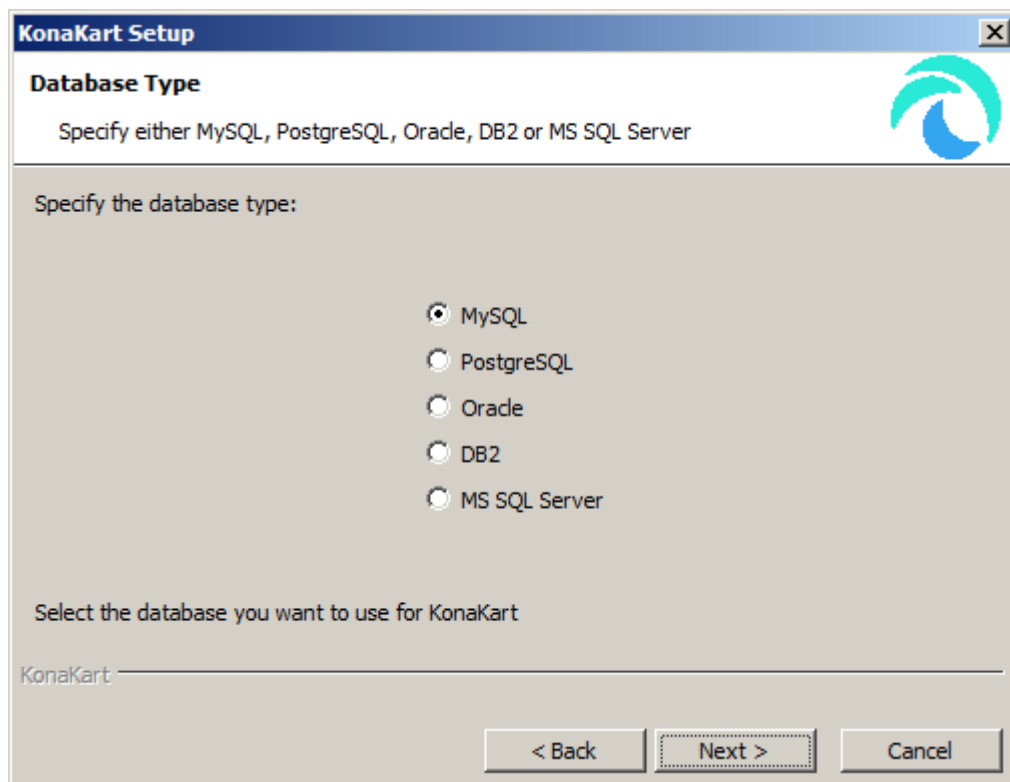 KonaKart Setup
Database Type
Specify either MySQL, PostgreSQL, Oracle, DB2 or MS SQL Server
Specify the database type:
MySQL
PostgreSQL
Oracle
DB2
MS SQL Server
Select the database you want to use for KonaKart
KonaKart
< Back
Next >
Cancel